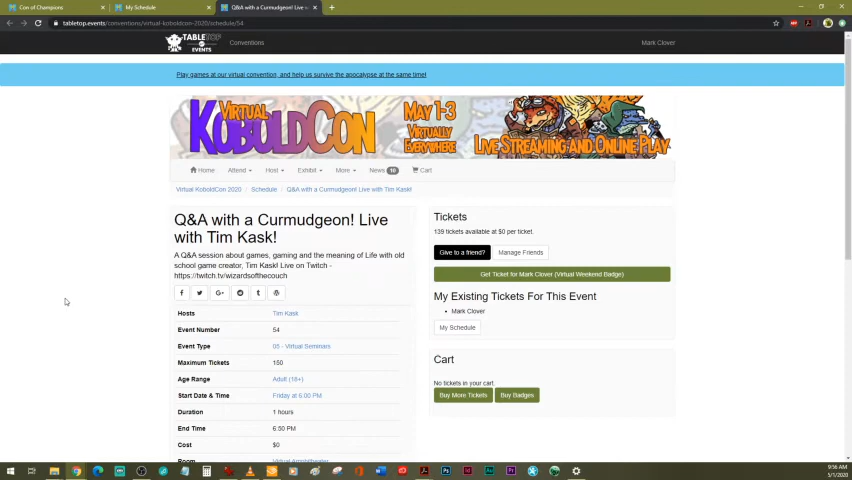 Con of Champions
My Schedule
Q&A with a Curmudgeon! Live w
tabletop.events/conventions/virtual-koboldcon-2020/schedule/54
TABLETOP
EVENTS
Conventions
Mark Clover
Play games at our virtual convention, and help us survive the apocalypse at the same time!
VIRTUAL
KOBOLDCON
MAY 1-3
VIRTUALLY
EVERYWHERE
LIVE STREAMING AND ONLINE PLAY
Home
Attend
Host
Exhibit
More
News 10
Cart
Virtual KoboldCon 2020 / Schedule / Q&A with a Curmudgeon! Live with Tim Kask!
Q&A with a Curmudgeon! Live
with Tim Kask!
A Q&A session about games, gaming and the meaning of Life with old
school game creator, Tim Kask! Live on Twitch -
https://twitch.tv/wizardsofthecouch
Hosts Tim Kask
Event Number 54
Event Type 05 - Virtual Seminars
Maximum Tickets 150
Age Range Adult (18+)
Start Date & Time Friday at 6:00 PM
Duration 1 hours
End Time 6:50 PM
Cost $0
Room Virtual Amphitheater
Tickets
139 tickets available at $0 per ticket.
Give to a friend?
Manage Friends
Get Ticket for Mark Clover (Virtual Weekend Badge)
My Existing Tickets For This Event
• Mark Clover
My Schedule
Cart
No tickets in your cart.
Buy More Tickets
Buy Badges
9:56 AM
5/1/2020